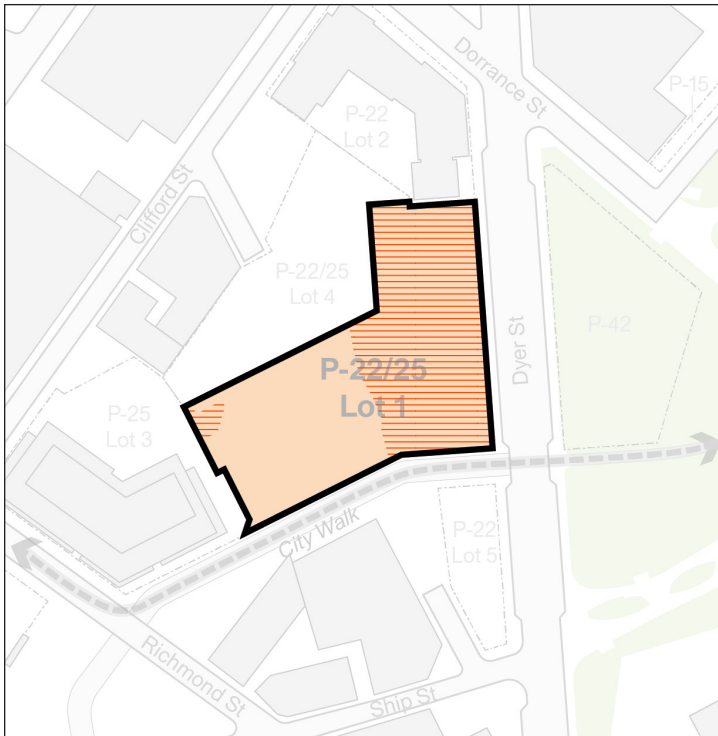 Dorrance St
P-15
L
P-22
Lot 2
Clifford St
P-22/25
Lot 4
P-42
Dyer St
P-22/25
Lot 1
P-25
Lot 3
City Walk
P-22
Lot 5
Richmond St
Ship St